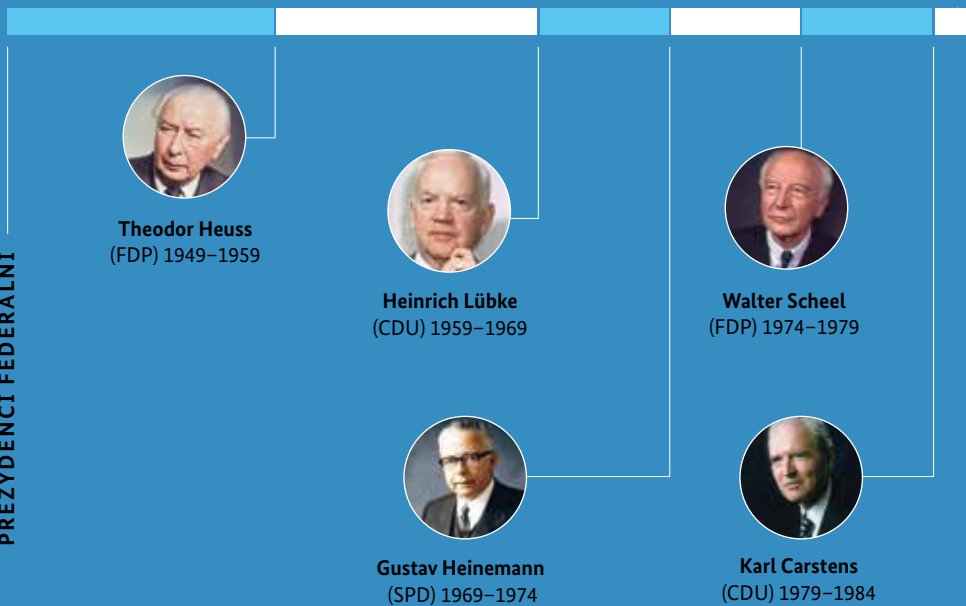 PREZYDENCI FEDERALNI
Theodor Heuss
(FDP) 1949–1959
Heinrich Lübke
(CDU) 1959–1969
Walter Scheel
(FDP) 1974–1979
Gustav Heinemann
(SPD) 1969–1974
Karl Carstens
(CDU) 1979–1984